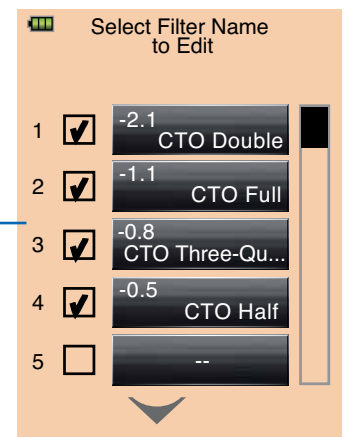 Select Filter Name
to Edit
1 -2.1
CTO Double
2 -1.1
CTO Full
3 -0.8
CTO Three-Qu...
4 -0.5
CTO Half
5 --